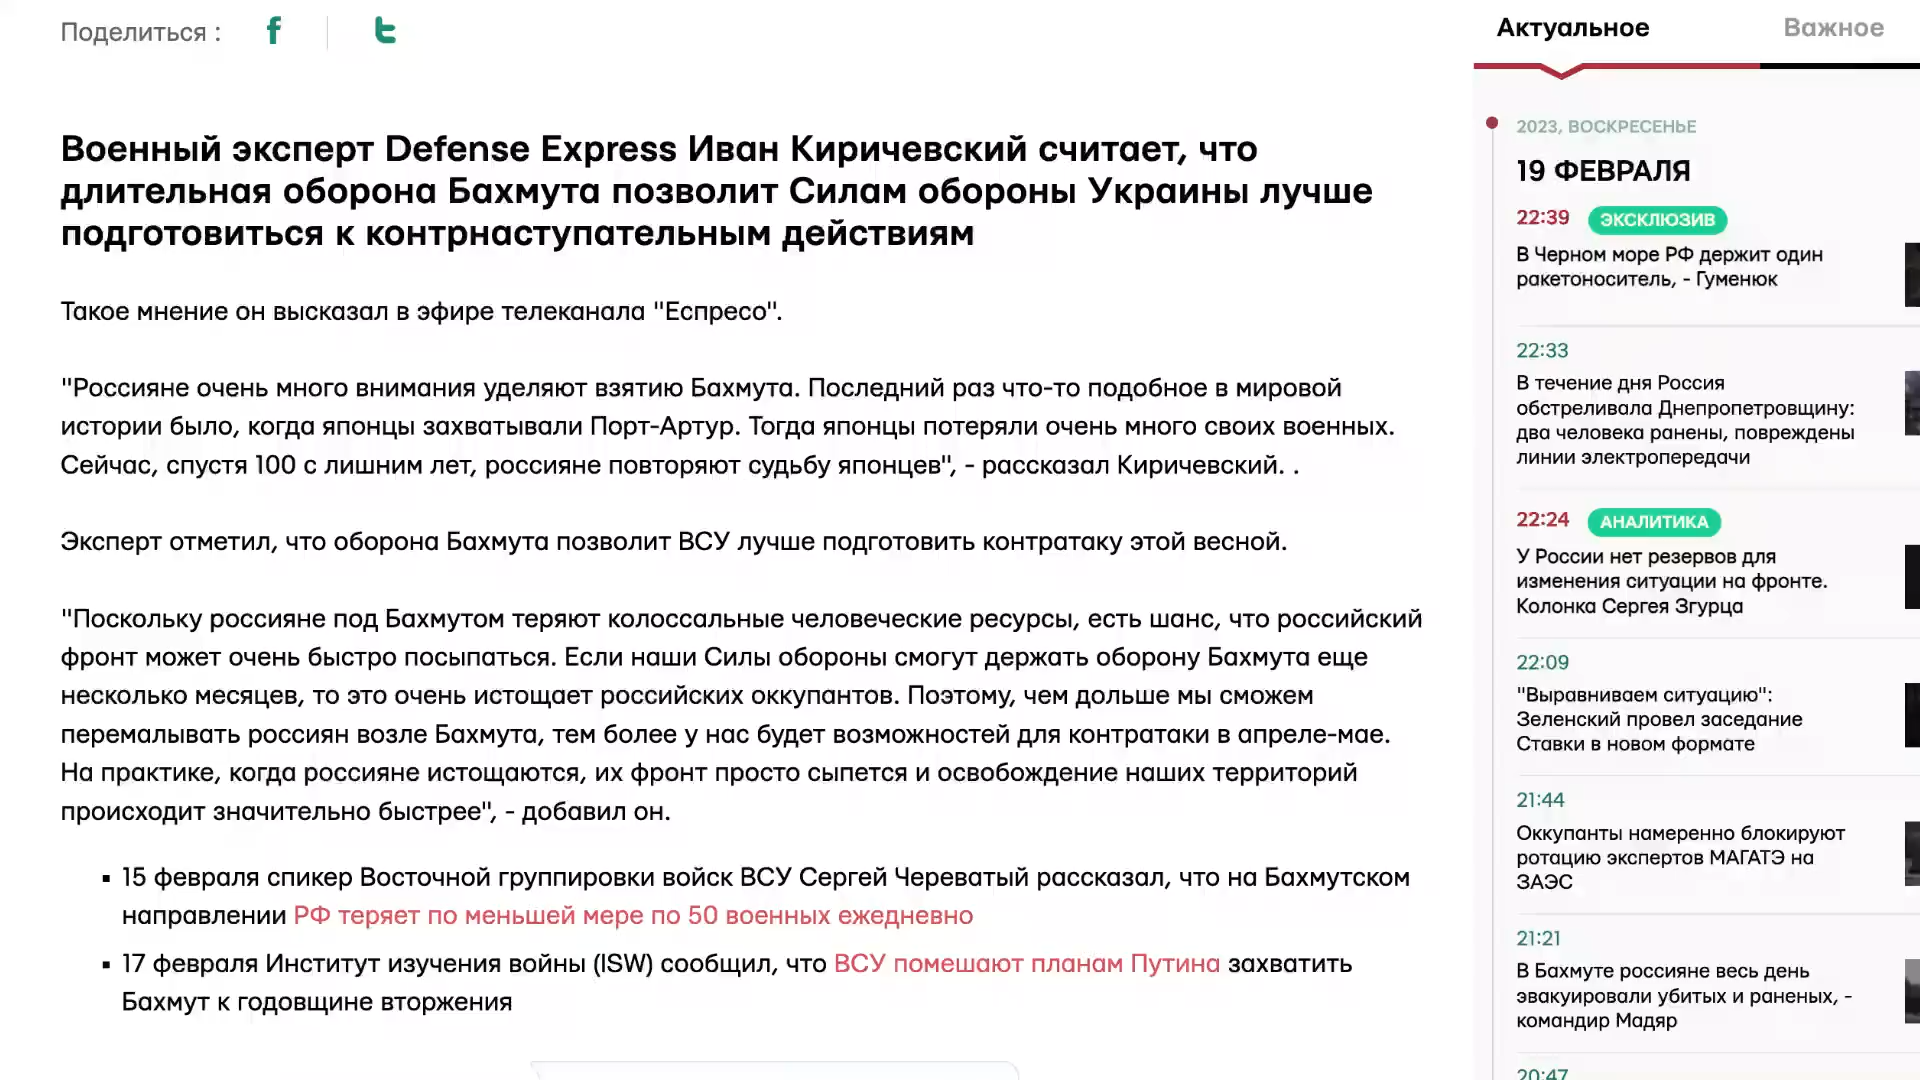 Поделиться :
Военный эксперт Defense Express Иван Киричевский считает, что
длительная оборона Бахмута позволит Силам обороны Украины лучше
подготовиться к контрнаступательным действиям
Такое мнение он высказал в эфире телеканала "Еспресо".
"Россияне очень много внимания уделяют взятию Бахмута. Последний раз что-то подобное в мировой
истории было, когда японцы захватывали Порт-Артур. Тогда японцы потеряли очень много своих военных.
Сейчас, спустя 100 с лишним лет, россияне повторяют судьбу японцев", - рассказал Киричевский. .
Эксперт отметил, что оборона Бахмута позволит ВСУ лучше подготовить контратаку этой весной.
"Поскольку россияне под Бахмутом теряют колоссальные человеческие ресурсы, есть шанс, что российский
фронт может очень быстро посыпаться. Если наши Силы обороны смогут держать оборону Бахмута еще
несколько месяцев, то это очень истощает российских оккупантов. Поэтому, чем дольше мы сможем
перемалывать россиян возле Бахмута, тем более у нас будет возможностей для контратаки в апреле-мае.
На практике, когда россияне истощаются, их фронт просто сыпется и освобождение наших территорий
происходит значительно быстрее", - добавил он.
▪ 15 февраля спикер Восточной группировки войск ВСУ Сергей Череватый рассказал, что на Бахмутском
направлении РФ теряет по меньшей мере по 50 военных ежедневно
▪ 17 февраля Институт изучения войны (ISW) сообщил, что ВСУ помешают планам Путина захватить
Бахмут к годовщине вторжения
Актуальное
Важное
2023, ВОСКРЕСЕНЬЕ
19 ФЕВРАЛЯ
22:39 ЭКСКЛЮЗИВ
В Черном море РФ держит один
ракетоноситель, - Гуменюк
22:33
В течение дня Россия
обстреливала Днепропетровщину:
два человека ранены, повреждены
линии электропередачи
22:24 АНАЛИТИКА
У России нет резервов для
изменения ситуации на фронте.
Колонка Сергея Згурца
22:09
"Выравниваем ситуацию":
Зеленский провел заседание
Ставки в новом формате
21:44
Оккупанты намеренно блокируют
ротацию экспертов МАГАТЭ на
ЗАЭС
21:21
В Бахмуте россияне весь день
эвакуировали убитых и раненых, -
командир Мадяр
20:47